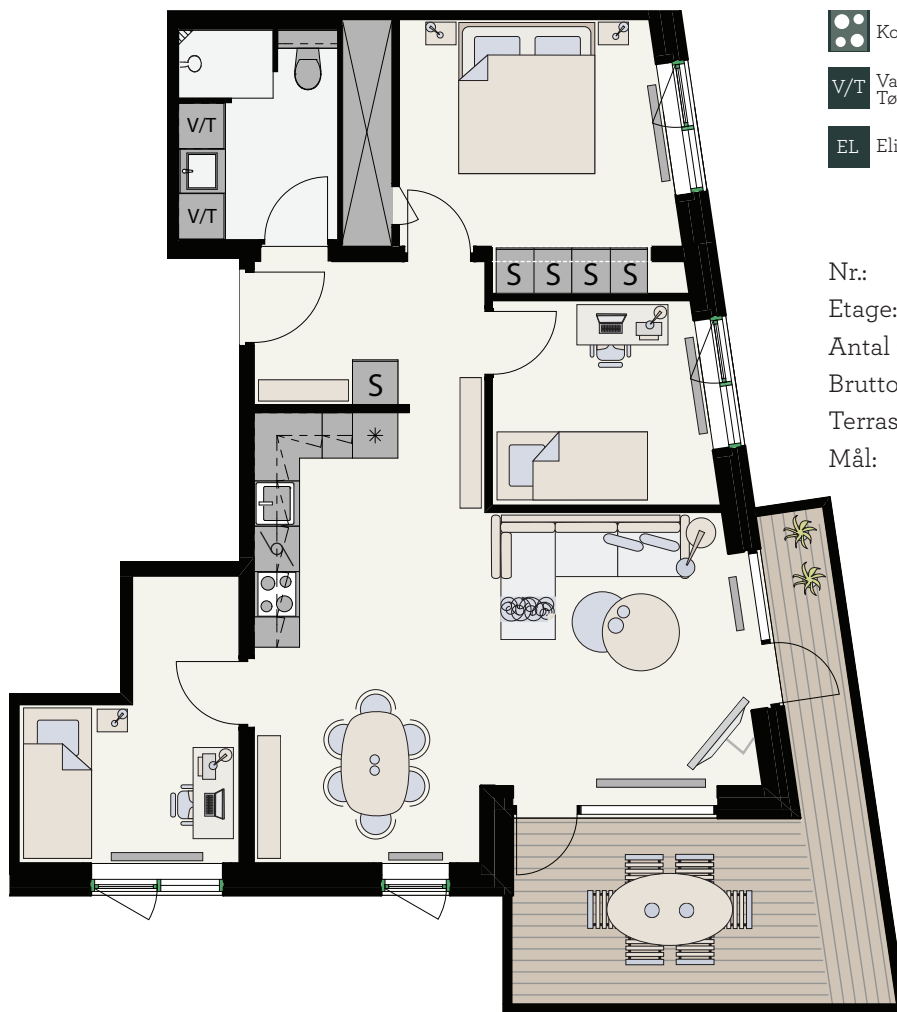 Ko
V/T Va
Tø
EL Eli
V/T
V/T
S S S S
S
Nr.:
Etage:
Antal
Brutto
Terras
Mål: